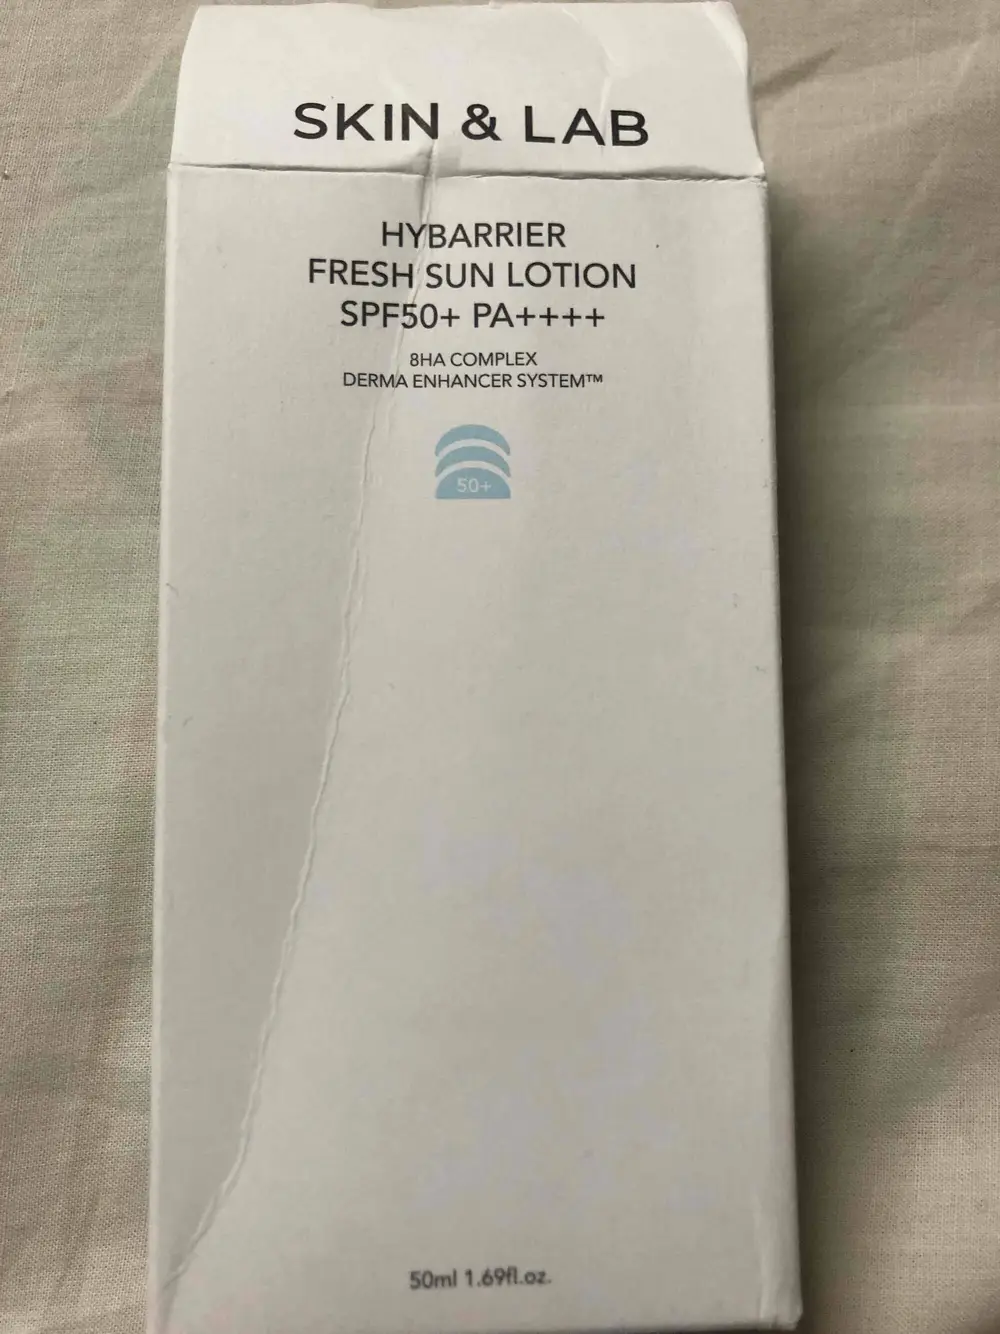 SKIN & LAB
HYBARRIER
FRESH SUN LOTION
SPF50+ PA++++
8HA COMPLEX
DERMA ENHANCER SYSTEM™
50+
50ml 1.69fl.oz.